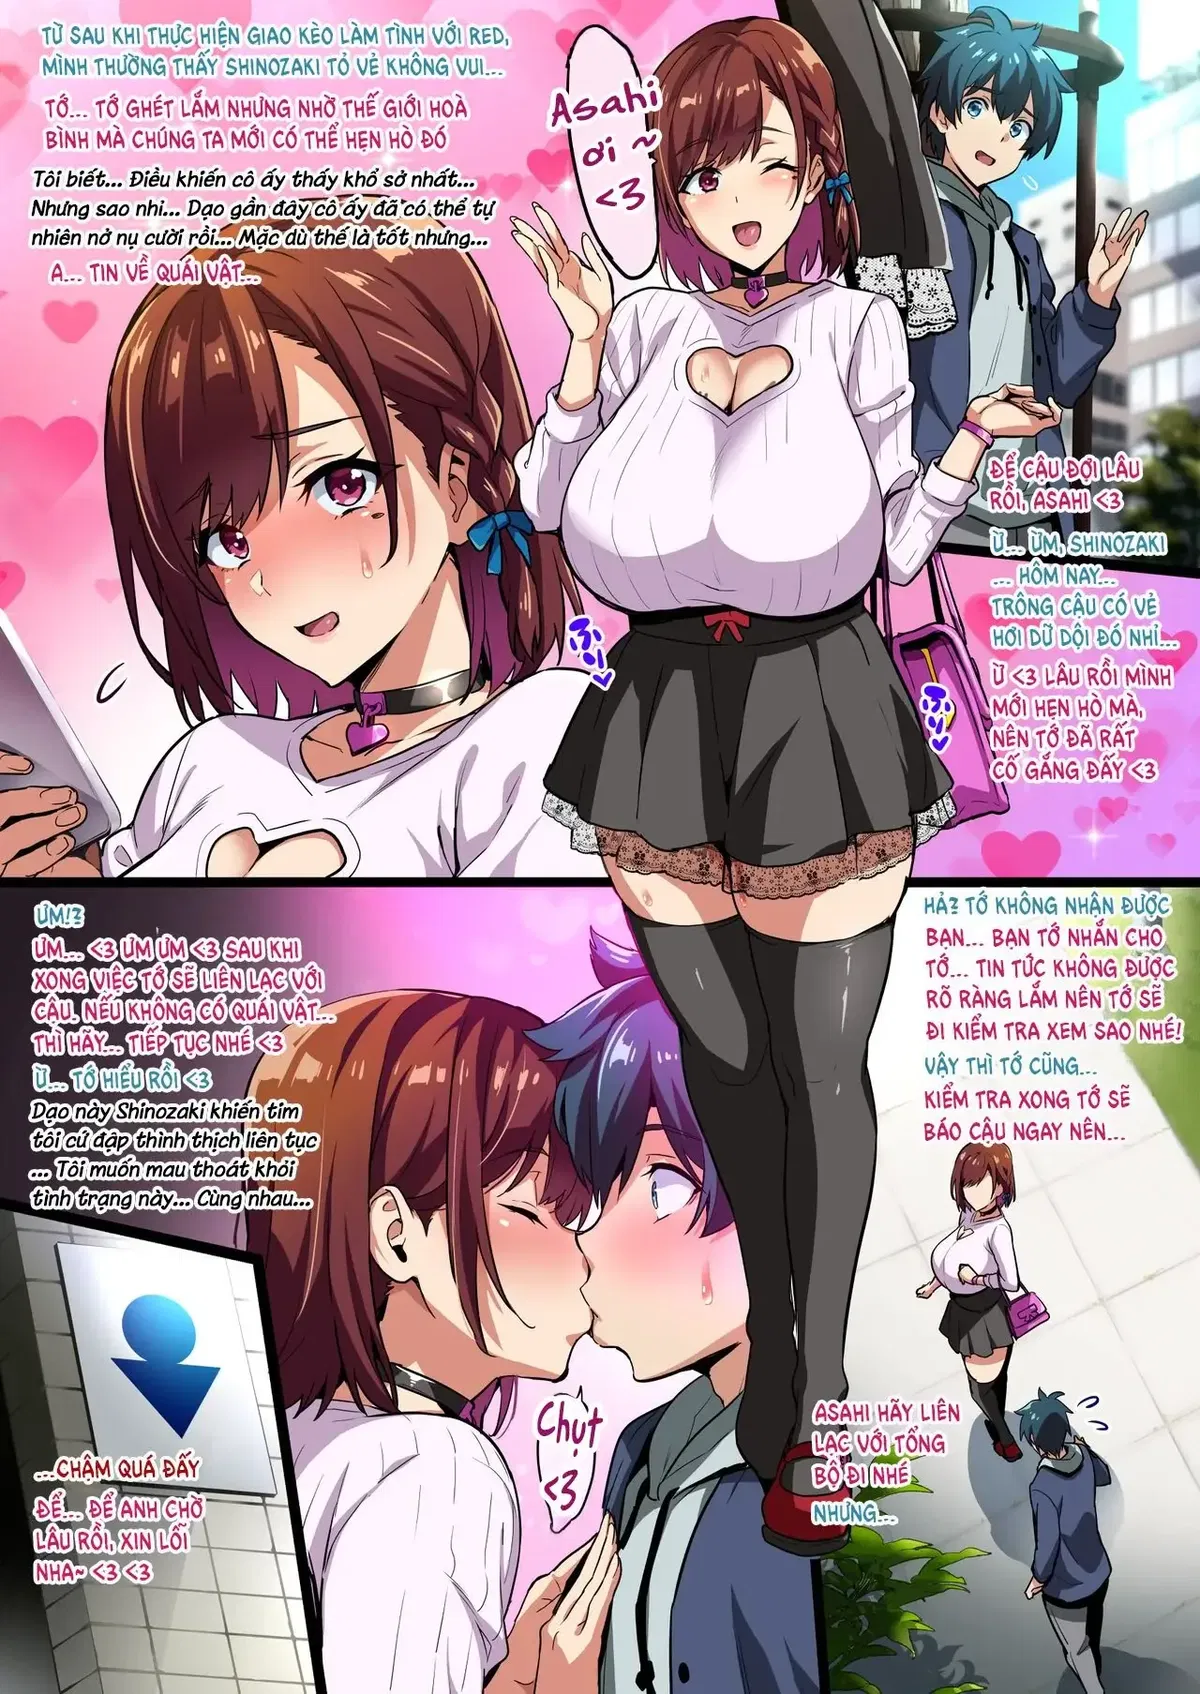 TỪ SAU KHI THỰC HIỆN GIAO KÈO LÀM TÌNH VỚI RED,
MÌNH THƯỜNG THẤY SHINOZAKI TỎ VẺ KHÔNG VUI...
TỚ... TỚ GHÉT LẮM NHƯNG NHỜ THẾ GIỚI HOÀ
BÌNH MÀ CHÚNG TA MỚI CÓ THỂ HẸN HÒ ĐÓ
Tôi biết... Điều khiến cô ấy thấy khổ sở nhất...
Nhưng sao nhỉ... Dạo gần đây cô ấy đã có thể tự
nhiên nở nụ cười rồi... Mặc dù thế là tốt nhưng...
A... TIN VỀ QUÁI VẬT...
Asahi
ơi ~
<3
ĐỂ CẬU ĐỢI LÂU
RỒI, ASAHI <3
Ừ... ỪM, SHINOZAKI
... HÔM NAY...
TRÔNG CẬU CÓ VẺ
HƠI DỮ DỘI ĐÓ NHỈ...
Ừ <3 LÂU RỒI MÌNH
MỚI HẸN HÒ MÀ,
NÊN TỚ ĐÃ RẤT
CỐ GẮNG ĐẤY <3
ふりっ♥
ふりっ♥
HẢ? TỚ KHÔNG NHẬN ĐƯỢC
BẠN... BẠN TỚ NHẮN CHO
TỚ... TIN TỨC KHÔNG ĐƯỢC
RÕ RÀNG LẮM NÊN TỚ SẼ
ĐI KIỂM TRA XEM SAO NHÉ!
VẬY THÌ TỚ CŨNG...
KIỂM TRA XONG TỚ SẼ
BÁO CẬU NGAY NÊN...
ASAHI HÃY LIÊN
LẠC VỚI TỔNG
BỘ ĐI NHÉ
NHƯNG...
ƯM!?
ƯM... <3 ƯM ƯM <3 SAU KHI
XONG VIỆC TỚ SẼ LIÊN LẠC VỚI
CẬU. NẾU KHÔNG CÓ QUÁI VẬT...
THÌ HÃY... TIẾP TỤC NHÉ <3
Ừ... TỚ HIỂU RỒI <3
Dạo này Shinozaki khiến tim
tôi cứ đập thình thịch liên tục
... Tôi muốn mau thoát khỏi
tình trạng này... Cùng nhau...
Chụt
<3
...CHẬM QUÁ ĐẤY
ĐỂ... ĐỂ ANH CHỜ
LÂU RỒI, XIN LỖI
NHA~ <3 <3